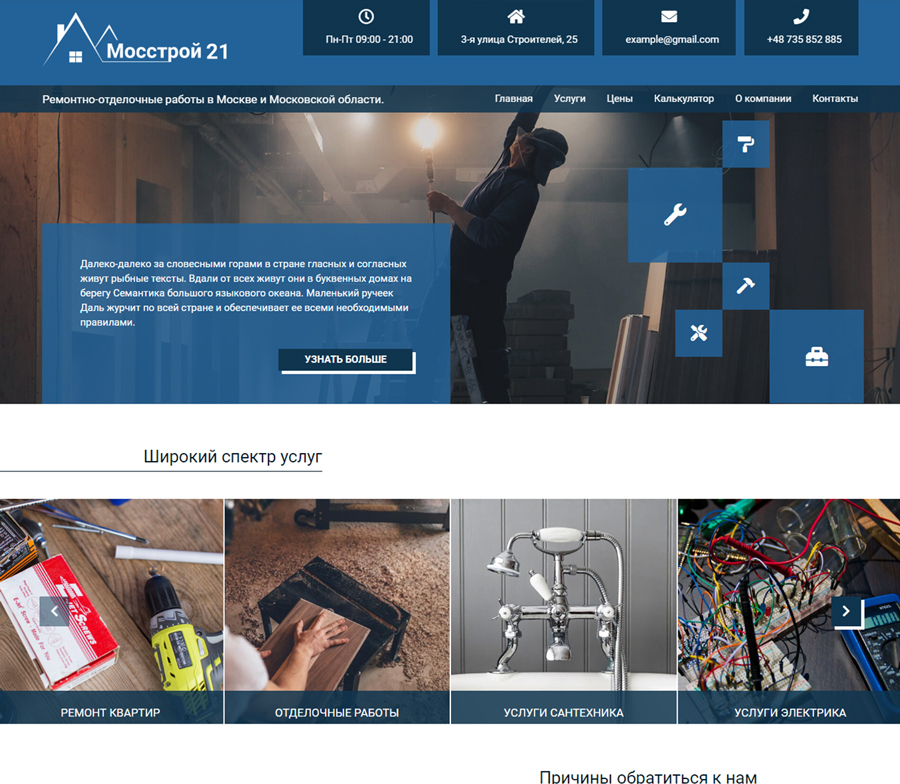 Мосстрой 21
Пн-Пт 09:00 - 21:00
3-я улица Строителей, 25
example@gmail.com
+48 735 852 885
Ремонтно-отделочные работы в Москве и Московской области.
Главная Услуги Цены Калькулятор О компании Контакты
Далеко-далеко за словесными горами в стране гласных и согласных
живут рыбные тексты. Вдали от всех живут они в буквенных домах на
берегу Семантика большого языкового океана. Маленький ручеек
Даль журчит по всей стране и обеспечивает ее всеми необходимыми
правилами.
УЗНАТЬ БОЛЬШЕ
Широкий спектр услуг
РЕМОНТ КВАРТИР
ОТДЕЛОЧНЫЕ РАБОТЫ
УСЛУГИ САНТЕХНИКА
УСЛУГИ ЭЛЕКТРИКА
Причины обратиться к нам